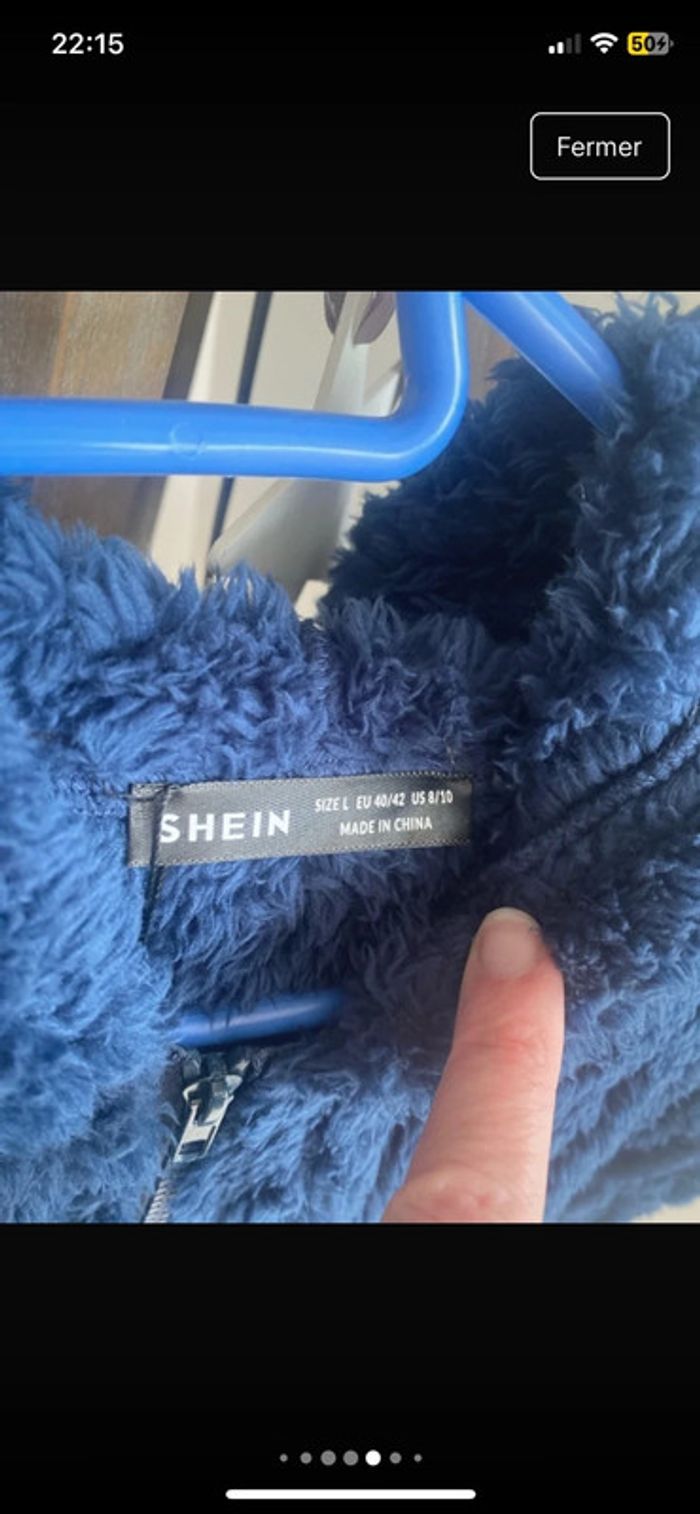 22:15
50
Fermer
SHEIN
SIZE L EU 40/42 US 8/10
MADE IN CHINA